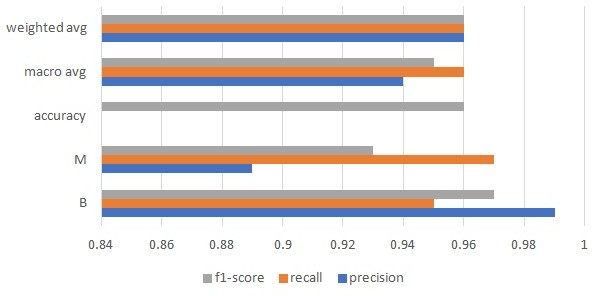 weighted avg
macro avg
accuracy
M
B
0.84 0.86 0.88 0.9 0.92 0.94 0.96 0.98 1
f1-score recall precision